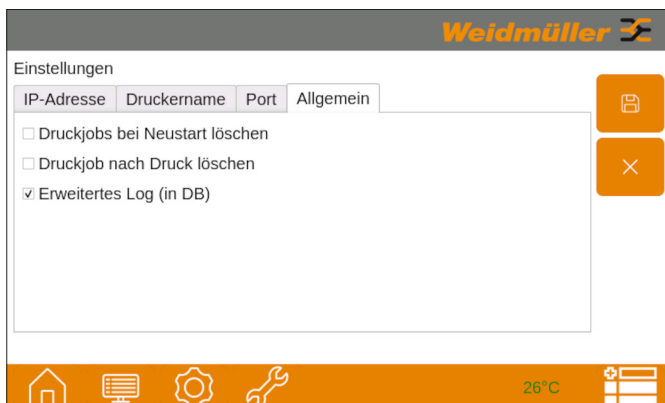 Weidmüller
Einstellungen
IP-Adresse Druckername Port Allgemein
Druckjobs bei Neustart löschen
Druckjob nach Druck löschen
Erweitertes Log (in DB)
26°C